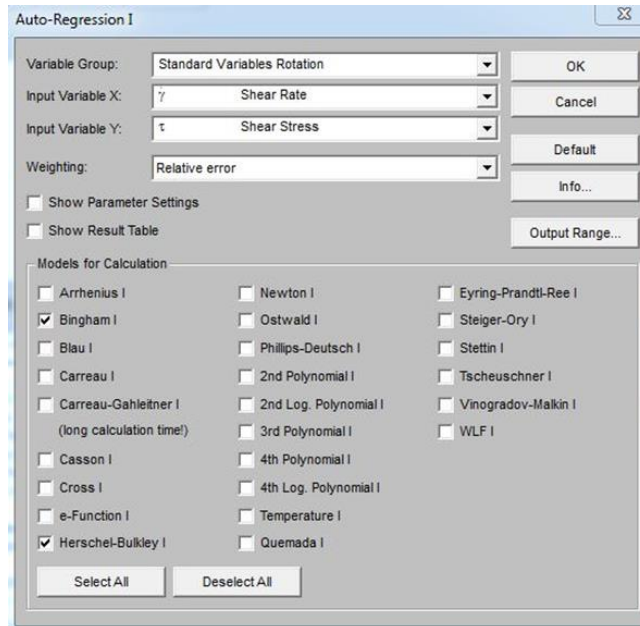 Auto-Regression I
Variable Group: Standard Variables Rotation
OK
Input Variable X: γ̇ Shear Rate
Cancel
Input Variable Y: τ Shear Stress
Default
Weighting: Relative error
Info...
Show Parameter Settings
Show Result Table
Output Range...
Models for Calculation
Arrhenius I
Newton I
Eyring-Prandtl-Ree I
Bingham I
Ostwald I
Steiger-Ory I
Blau I
Phillips-Deutsch I
Stettin I
Carreau I
2nd Polynomial I
Tscheuschner I
Carreau-Gahleitner I
2nd Log. Polynomial I
Vinogradov-Malkin I
(long calculation time!)
3rd Polynomial I
WLF I
Casson I
4th Polynomial I
Cross I
4th Log. Polynomial I
e-Function I
Temperature I
Herschel-Bulkley I
Quemada I
Select All
Deselect All